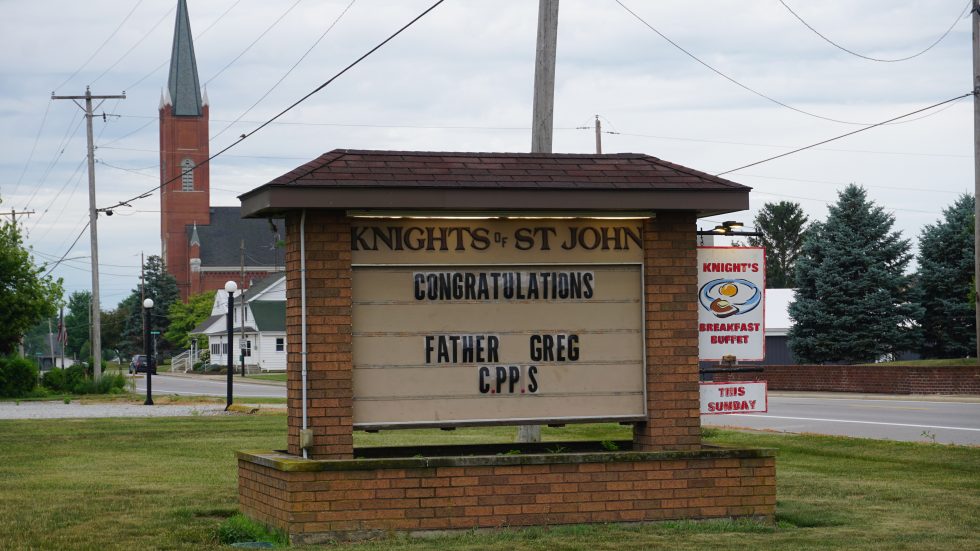 KNIGHTS OF ST JOHN
CONGRATULATIONS
FATHER GREG
C.PP.S
KNIGHT'S
BREAKFAST
BUFFET
THIS
SUNDAY